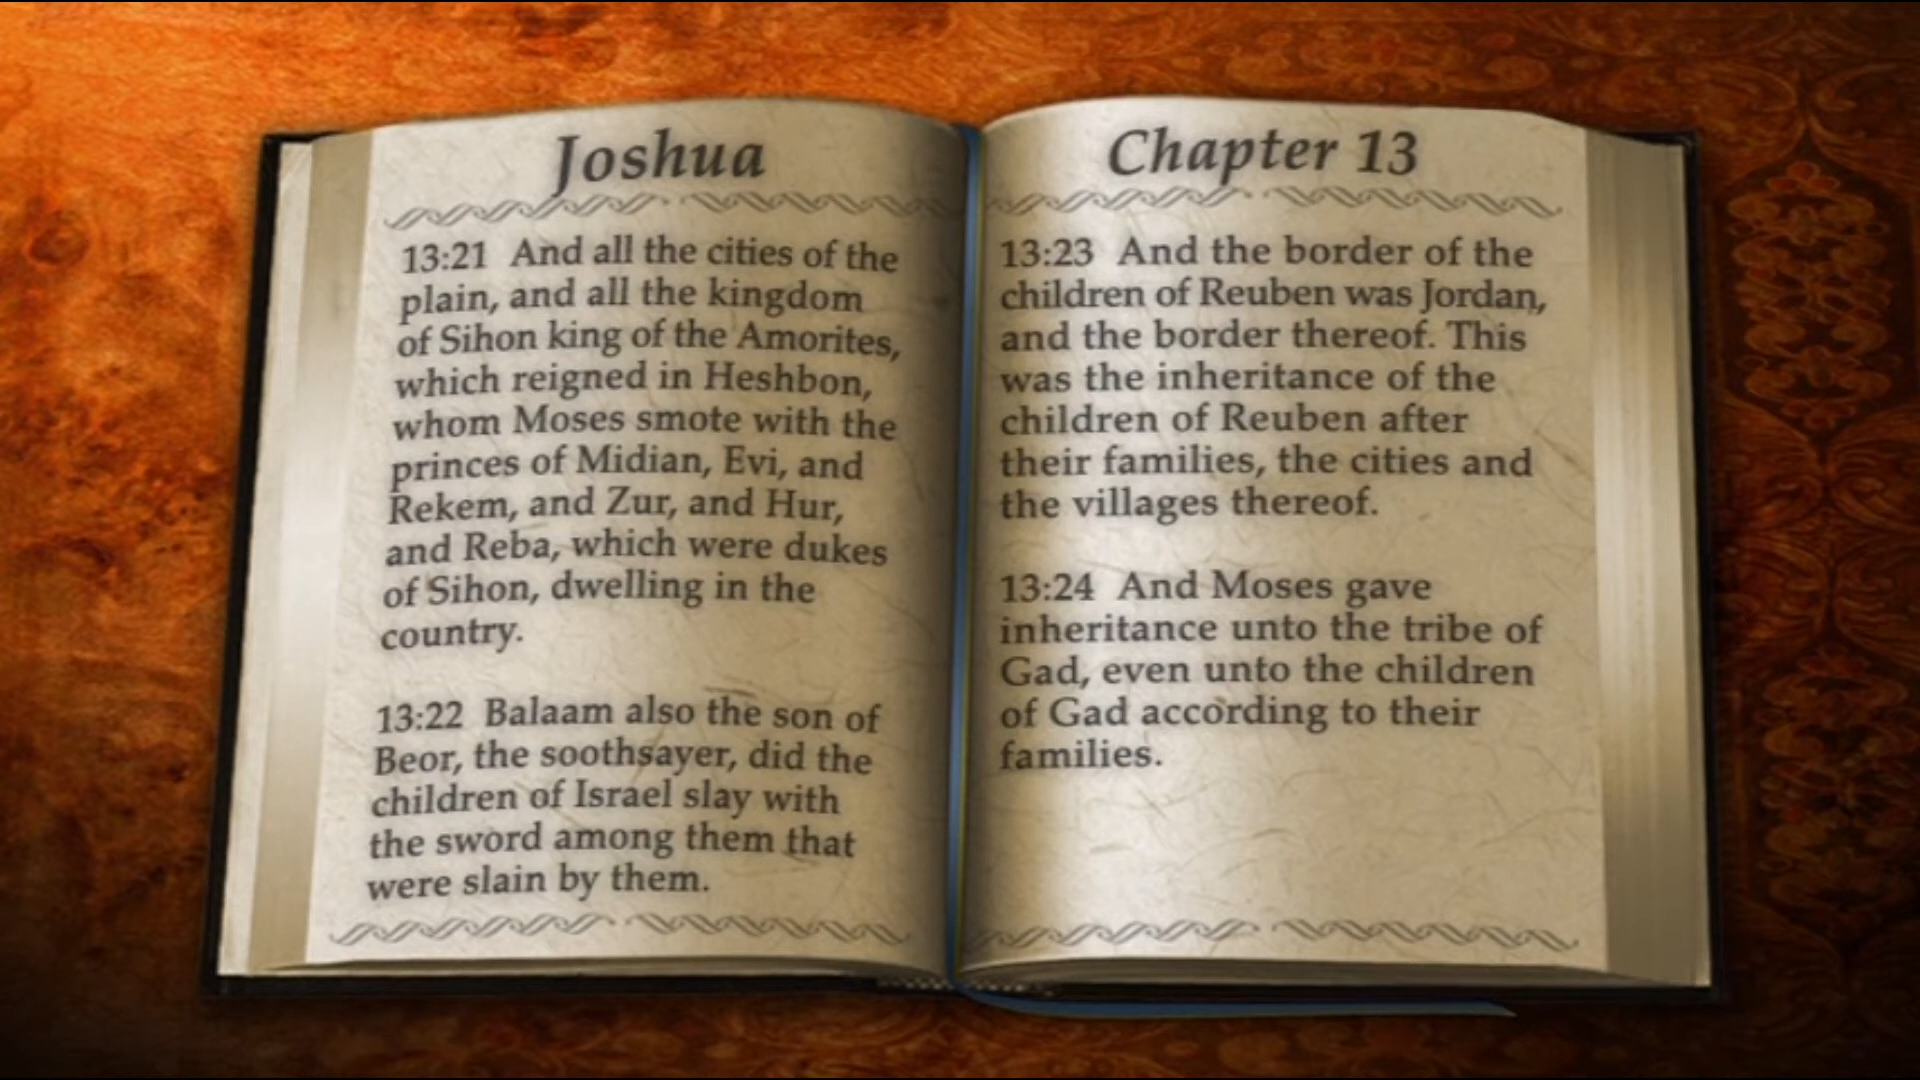 Joshua
13:21 And all the cities of the
plain, and all the kingdom
of Sihon king of the Amorites,
which reigned in Heshbon,
whom Moses smote with the
princes of Midian, Evi, and
Rekem, and Zur, and Hur,
and Reba, which were dukes
of Sihon, dwelling in the
country.
13:22 Balaam also the son of
Beor, the soothsayer, did the
children of Israel slay with
the sword among them that
were slain by them.
Chapter 13
13:23 And the border of the
children of Reuben was Jordan,
and the border thereof. This
was the inheritance of the
children of Reuben after
their families, the cities and
the villages thereof.
13:24 And Moses gave
inheritance unto the tribe of
Gad, even unto the children
of Gad according to their
families.